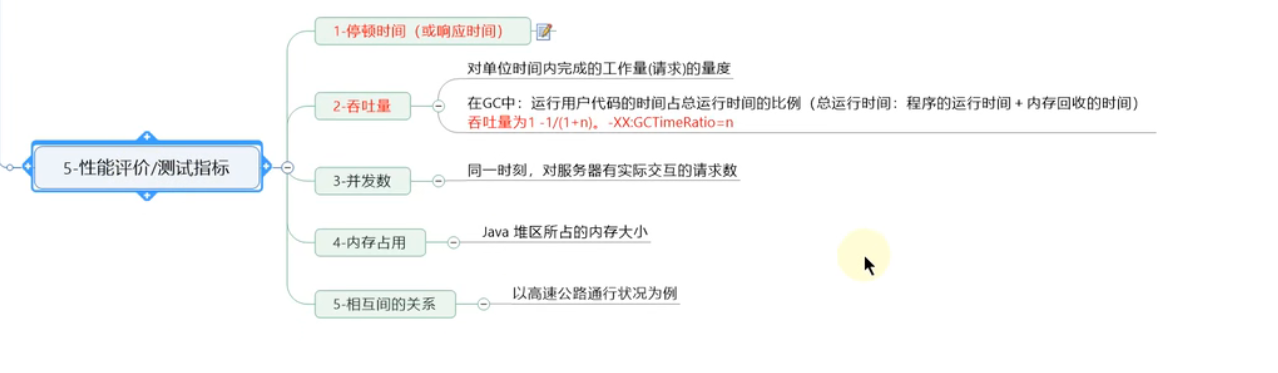 1-停顿时间（或响应时间）
对单位时间内完成的工作量(请求)的量度
2-吞吐量
在GC中：运行用户代码的时间占总运行时间的比例（总运行时间：程序的运行时间 + 内存回收的时间）
吞吐量为1 -1/(1+n)。-XX:GCTimeRatio=n
5-性能评价/测试指标
3-并发数
同一时刻，对服务器有实际交互的请求数
4-内存占用
Java 堆区所占的内存大小
5-相互间的关系
以高速公路通行状况为例